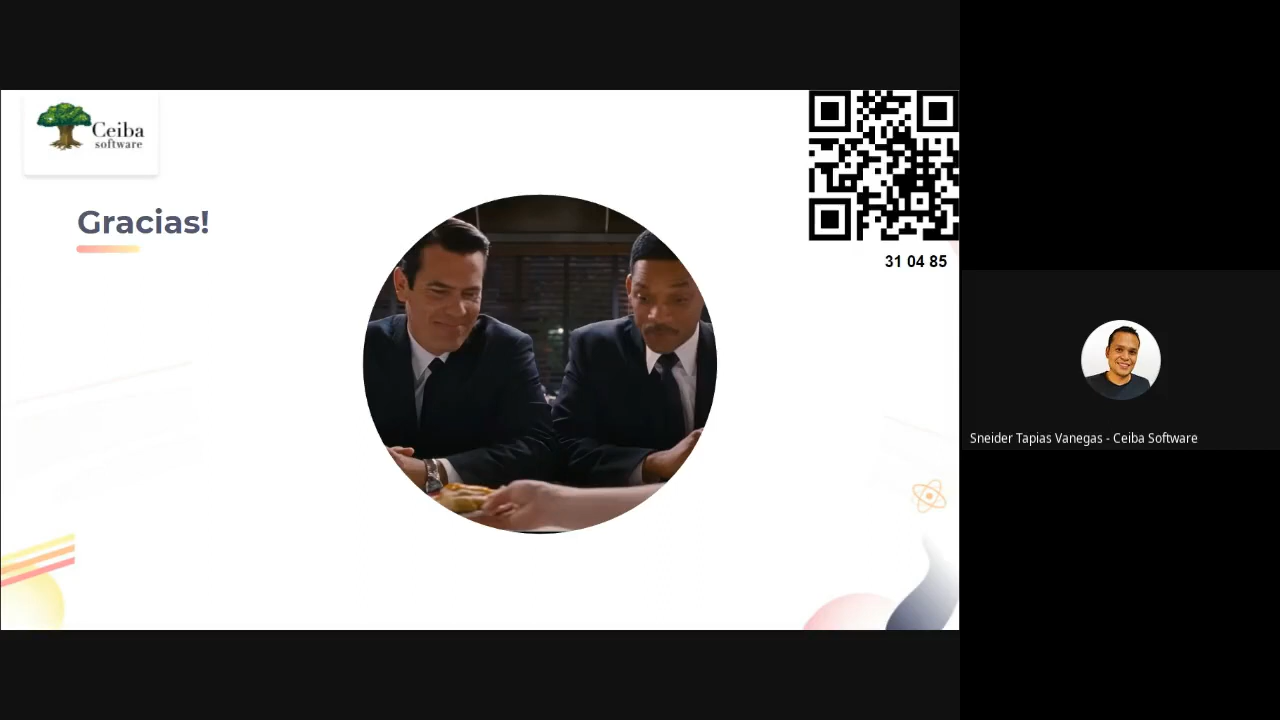 Ceiba
software
Gracias!
31 04 85
Sneider Tapias Vanegas - Ceiba Software